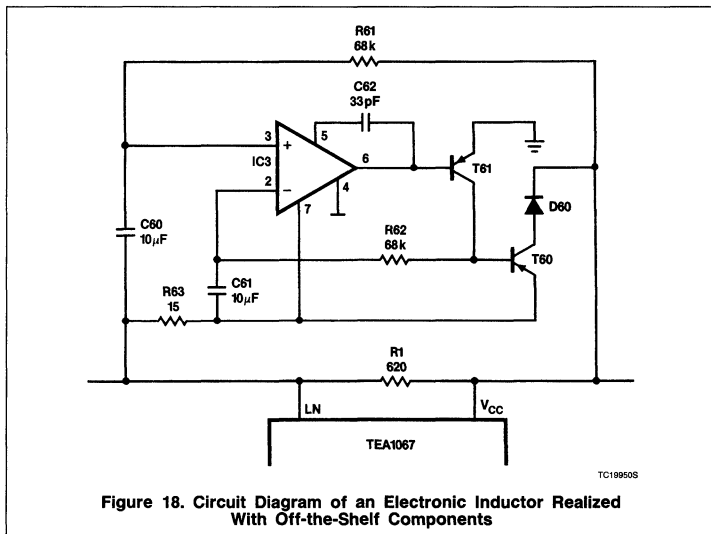 R61
68k
C62
33pF
3
+
5
IC3
6
2
−
4
7
T61
D60
C60
10μF
R62
68k
T60
C61
10μF
R63
15
R1
620
LN
VCC
TEA1067
TC19950S
Figure 18. Circuit Diagram of an Electronic Inductor Realized
With Off-the-Shelf Components